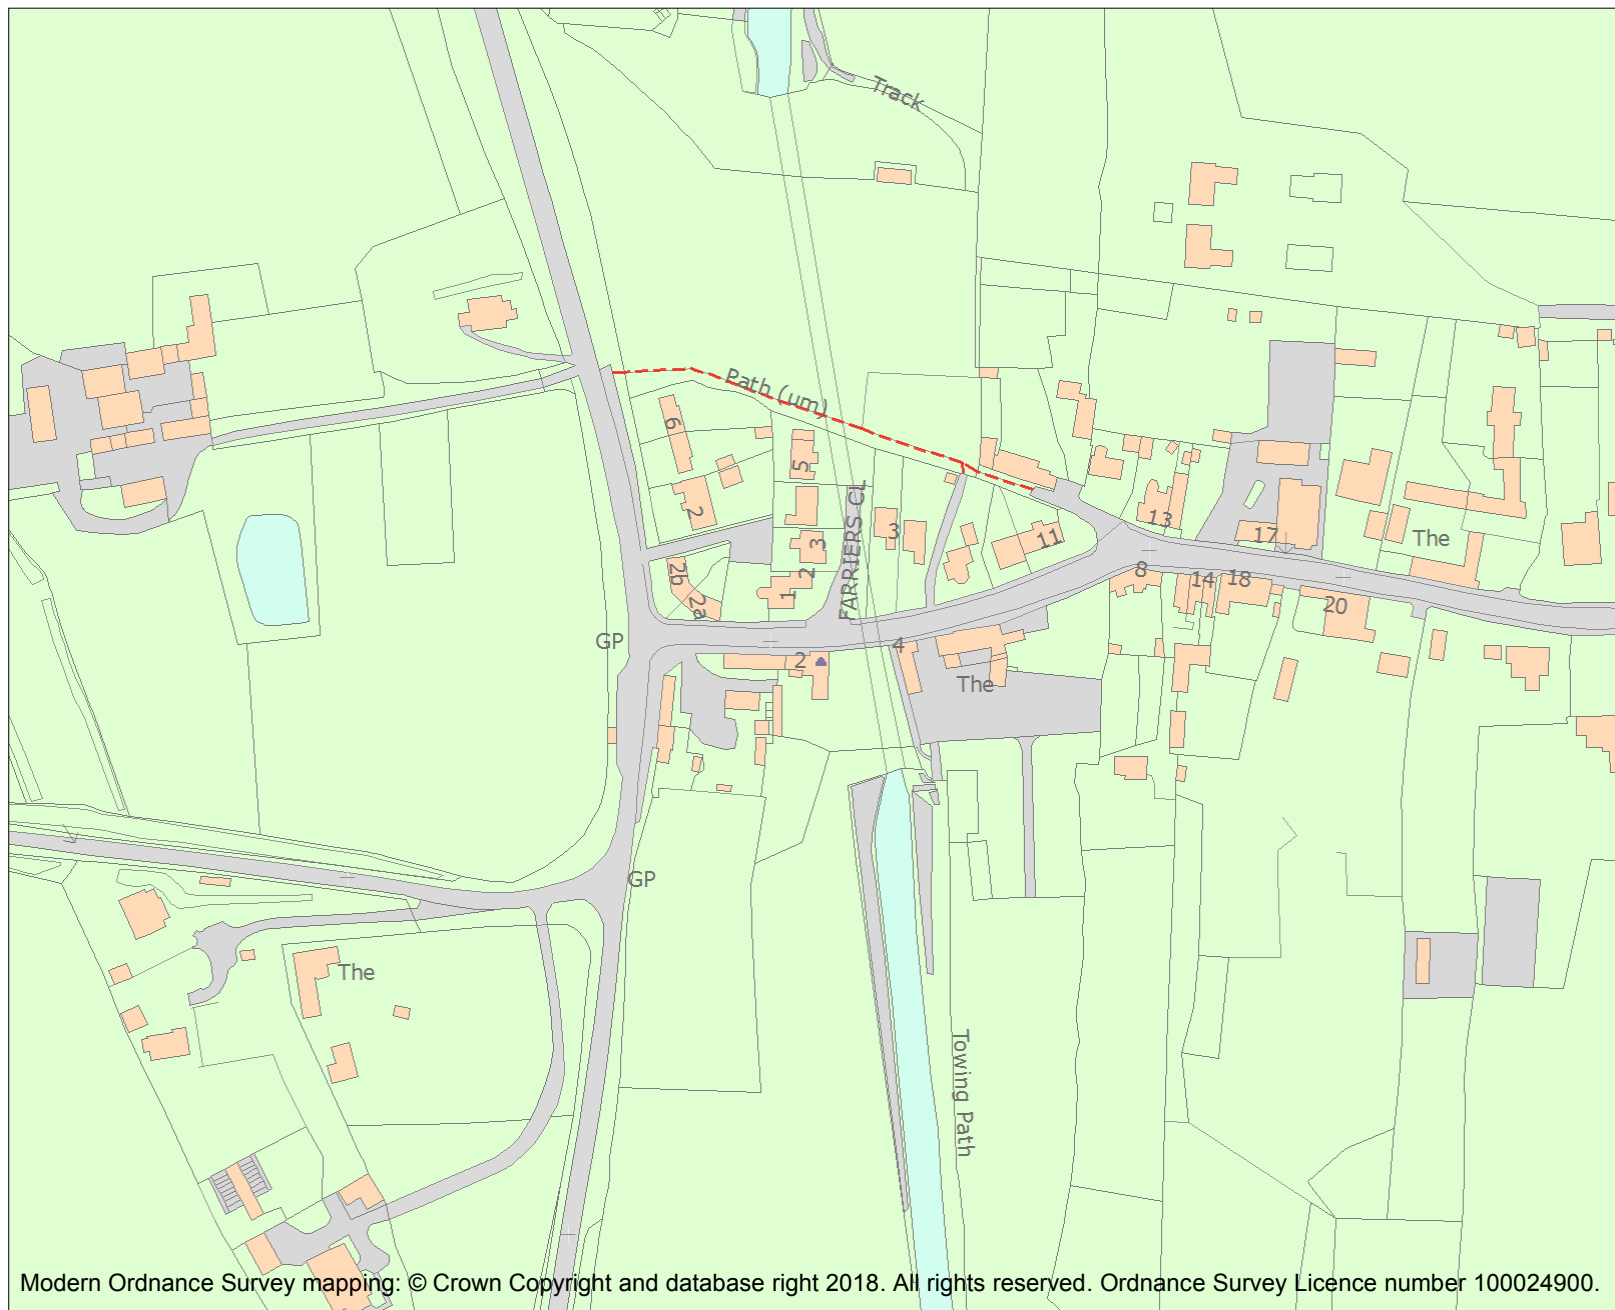 Track
Path (um)
6
5
2
FARRIERS CL
3
11
13
17
The
3
2b
2
8
14
18
1
2a
20
GP
4
2
The
GP
The
Towing Path
Modern Ordnance Survey mapping: © Crown Copyright and database right 2018. All rights reserved. Ordnance Survey Licence number 100024900.